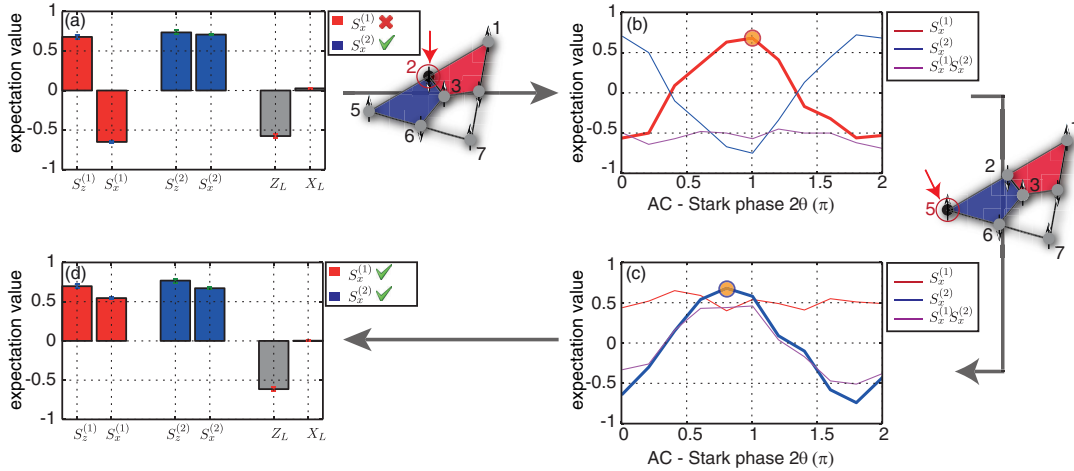 (a)
expectation value
1
0.5
0
-0.5
-1
S_z^(1) S_x^(1) S_z^(2) S_x^(2) Z_L X_L
S_x^(1)
S_x^(2)
1
2
3
5
6
7
(b)
expectation value
1
0.5
0
-0.5
-1
0 0.5 1 1.5 2
AC - Stark phase 2θ (π)
S_x^(1)
S_x^(2)
S_x^(1)S_x^(2)
1
2
3
5
6
7
(d)
expectation value
1
0.5
0
-0.5
-1
S_z^(1) S_x^(1) S_z^(2) S_x^(2) Z_L X_L
S_x^(1)
S_x^(2)
(c)
expectation value
1
0.5
0
-0.5
-1
0 0.5 1 1.5 2
AC - Stark phase 2θ (π)
S_x^(1)
S_x^(2)
S_x^(1)S_x^(2)